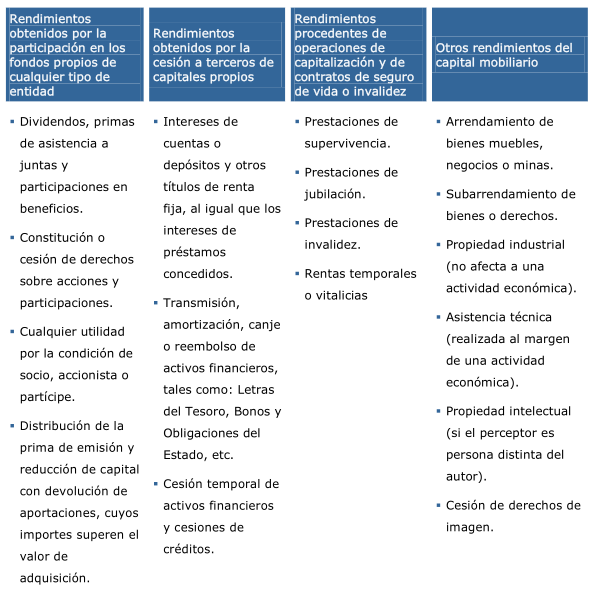 Rendimientos
obtenidos por la
participación en los
fondos propios de
cualquier tipo de
entidad
Rendimientos
obtenidos por la
cesión a terceros de
capitales propios
Rendimientos
procedentes de
operaciones de
capitalización y de
contratos de seguro
de vida o invalidez
Otros rendimientos del
capital mobiliario
Dividendos, primas
de asistencia a
juntas y
participaciones en
beneficios.
Constitución o
cesión de derechos
sobre acciones y
participaciones.
Cualquier utilidad
por la condición de
socio, accionista o
partícipe.
Distribución de la
prima de emisión y
reducción de capital
con devolución de
aportaciones, cuyos
importes superen el
valor de
adquisición.
Intereses de
cuentas o
depósitos y otros
títulos de renta
fija, al igual que los
intereses de
préstamos
concedidos.
Transmisión,
amortización, canje
o reembolso de
activos financieros,
tales como: Letras
del Tesoro, Bonos y
Obligaciones del
Estado, etc.
Cesión temporal de
activos financieros
y cesiones de
créditos.
Prestaciones de
supervivencia.
Prestaciones de
jubilación.
Prestaciones de
invalidez.
Rentas temporales
o vitalicias
Arrendamiento de
bienes muebles,
negocios o minas.
Subarrendamiento de
bienes o derechos.
Propiedad industrial
(no afecta a una
actividad económica).
Asistencia técnica
(realizada al margen
de una actividad
económica).
Propiedad intelectual
(si el perceptor es
persona distinta del
autor).
Cesión de derechos de
imagen.